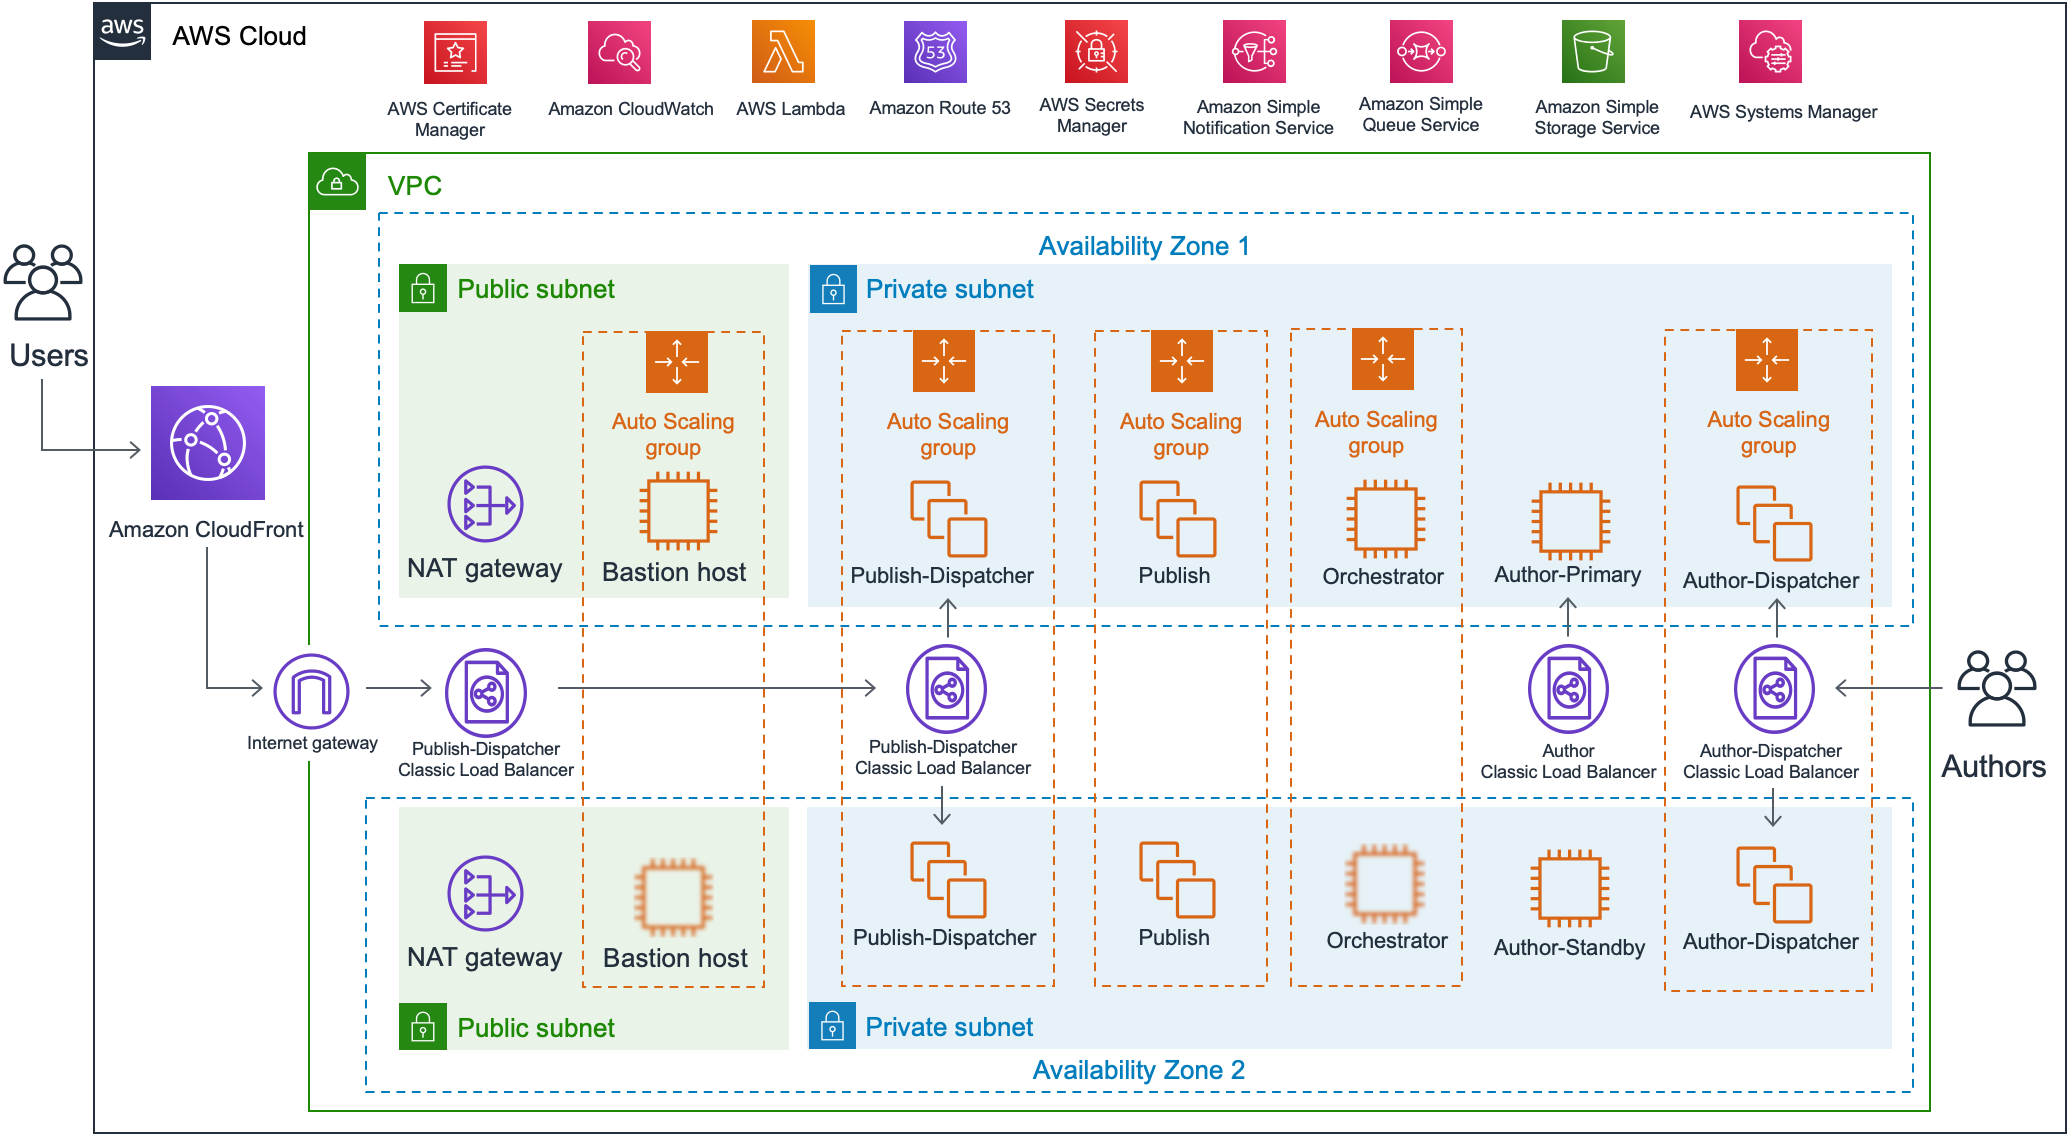 aws
AWS Cloud
AWS Certificate
Manager
Amazon CloudWatch
AWS Lambda
53
Amazon Route 53
AWS Secrets
Manager
Amazon Simple
Notification Service
Amazon Simple
Queue Service
Amazon Simple
Storage Service
AWS Systems Manager
VPC
Availability Zone 1
Public subnet
Private subnet
Users
Auto Scaling
group
Auto Scaling
group
Auto Scaling
group
Auto Scaling
group
Auto Scaling
group
Amazon CloudFront
NAT gateway
Bastion host
Publish-Dispatcher
Publish
Orchestrator
Author-Primary
Author-Dispatcher
Internet gateway
Publish-Dispatcher
Classic Load Balancer
Publish-Dispatcher
Classic Load Balancer
Author
Classic Load Balancer
Author-Dispatcher
Classic Load Balancer
Authors
NAT gateway
Bastion host
Publish-Dispatcher
Publish
Orchestrator
Author-Standby
Author-Dispatcher
Public subnet
Private subnet
Availability Zone 2